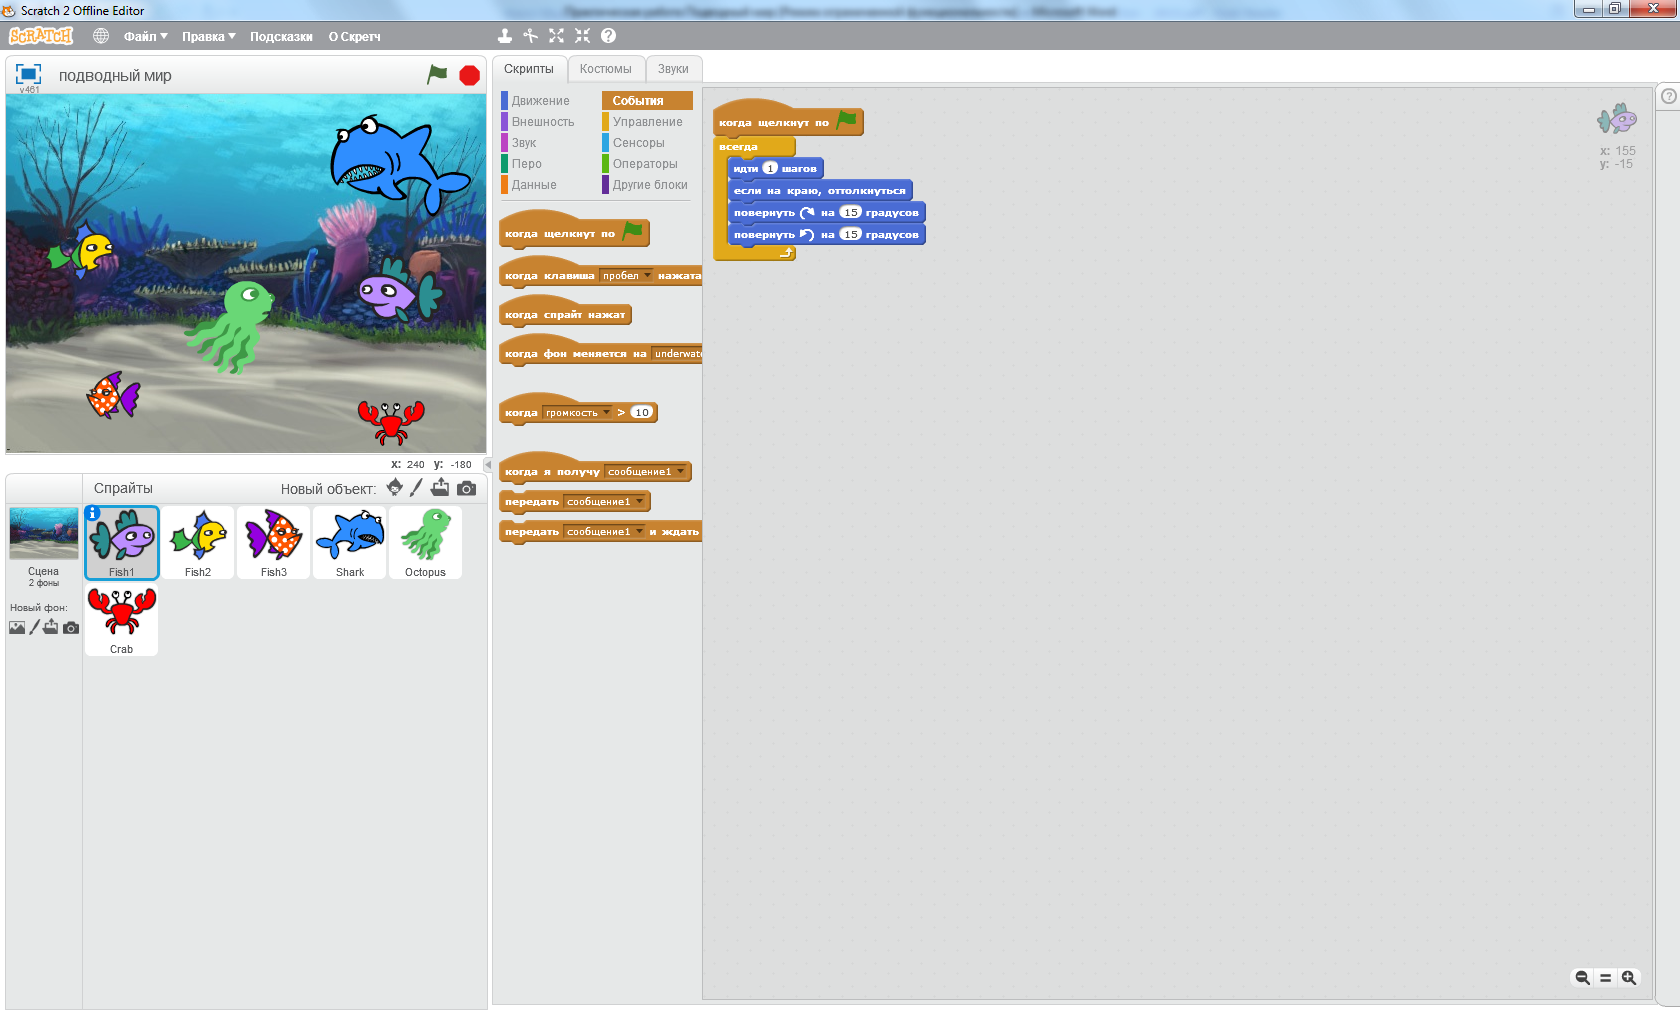 Scratch 2 Offline Editor
SCRATCH Файл Правка Подсказки О Скретч
подводный мир
v461
x: 240 y: -180
Спрайты Новый объект:
Сцена
2 фоны
Новый фон:
Fish1 Fish2 Fish3 Shark Octopus
Crab
Скрипты Костюмы Звуки
Движение События
Внешность Управление
Звук Сенсоры
Перо Операторы
Данные Другие блоки
когда щелкнут по
когда клавиша пробел нажата
когда спрайт нажат
когда фон меняется на underwate
когда громкость > 10
когда я получу сообщение1
передать сообщение1
передать сообщение1 и ждать
когда щелкнут по
всегда
идти 1 шагов
если на краю, оттолкнуться
повернуть на 15 градусов
повернуть на 15 градусов
x: 155
y: -15